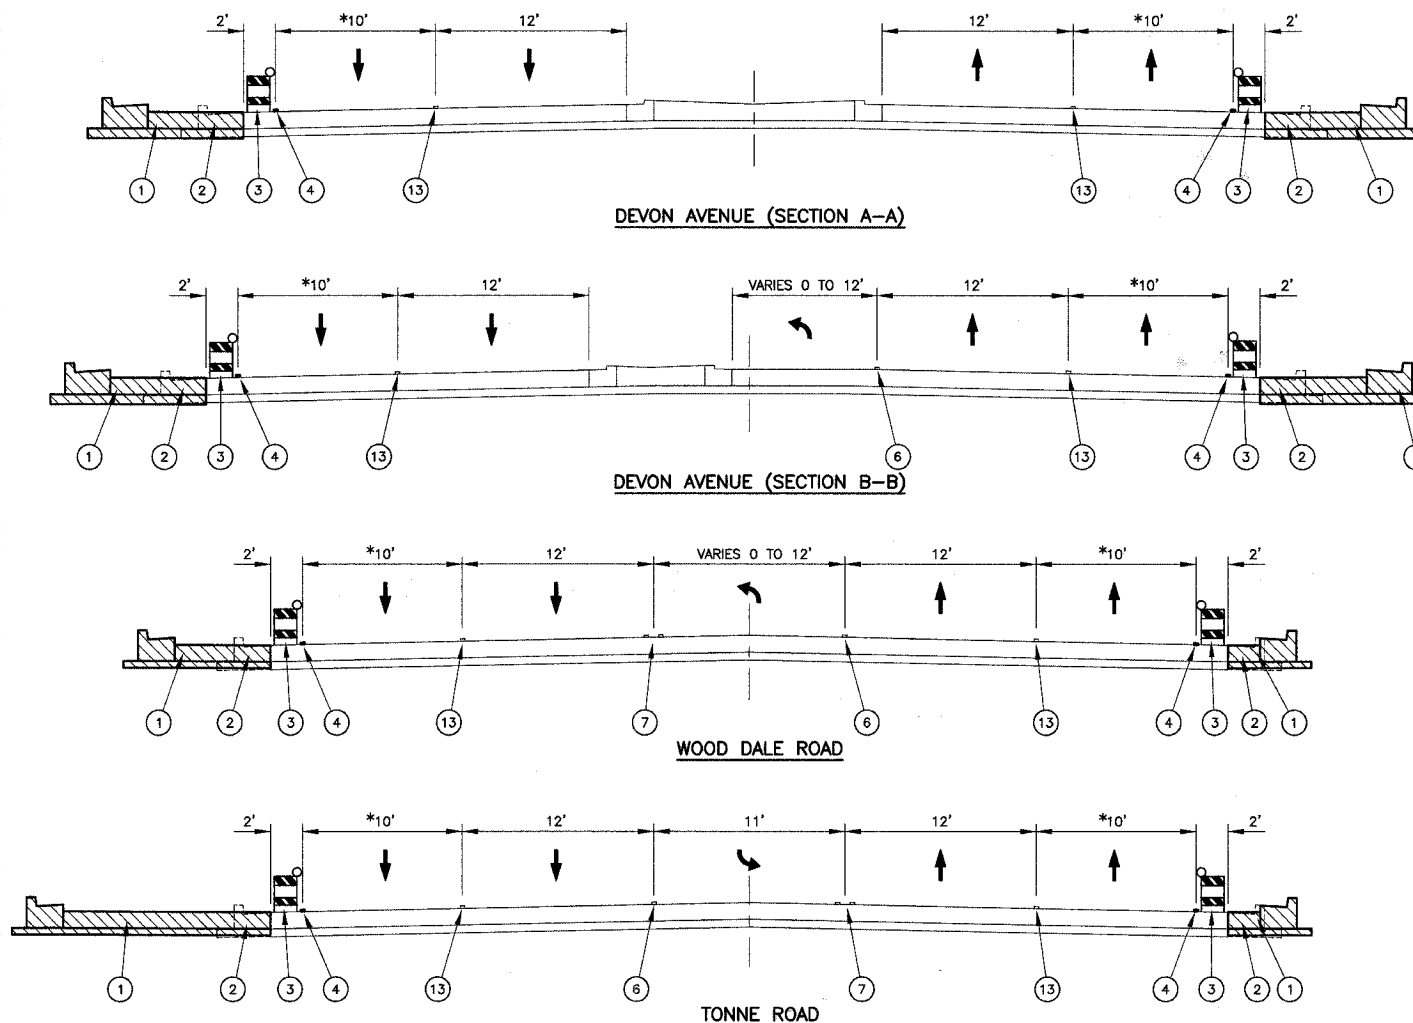 2' *10' 12' 12' *10' 2'
1 2 3 4 13 13 4 3 2 1
DEVON AVENUE (SECTION A-A)
2' *10' 12' VARIES 0 TO 12' 12' *10' 2'
1 2 3 4 13 6 13 4 3 2
DEVON AVENUE (SECTION B-B)
2' *10' 12' VARIES 0 TO 12' 12' *10' 2'
1 2 3 4 13 7 6 13 4 3 2 1
WOOD DALE ROAD
2' *10' 12' 11' 12' *10' 2'
1 2 3 4 13 6 7 13 4 3 2 1
TONNE ROAD